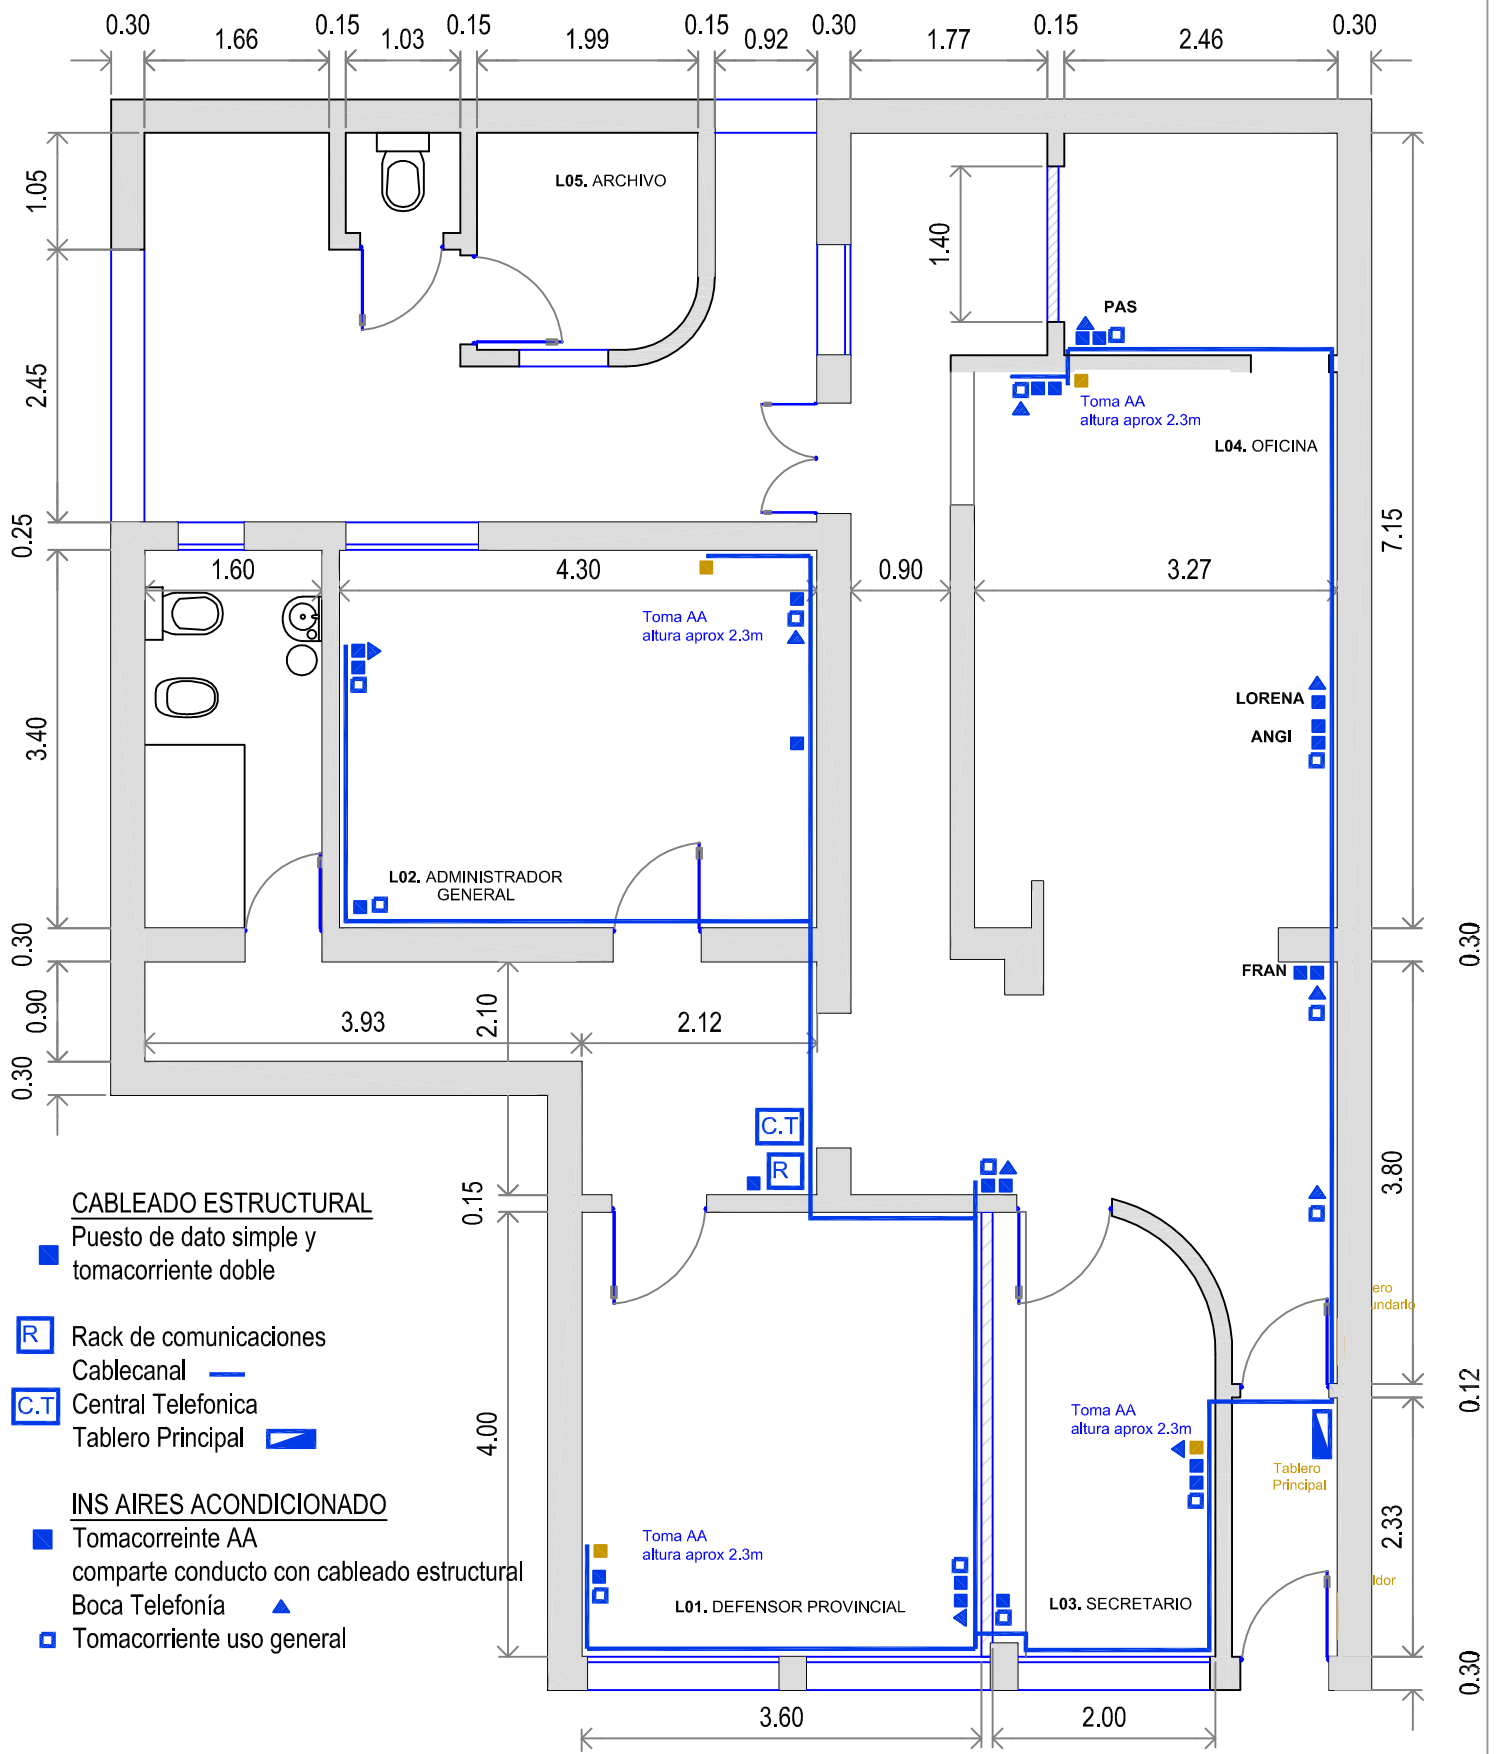 0.30
1.66
0.15
1.03
0.15
1.99
0.15
0.92
0.30
1.77
0.15
2.46
0.30
1.05
L05. ARCHIVO
1.40
PAS
2.45
Toma AA
altura aprox 2.3m
L04. OFICINA
0.25
7.15
1.60
4.30
0.90
3.27
Toma AA
altura aprox 2.3m
3.40
LORENA
ANGI
L02. ADMINISTRADOR
GENERAL
0.30
0.30
FRAN
0.90
3.93
2.10
2.12
0.30
C.T
R
3.80
0.15
CABLEADO ESTRUCTURAL
Puesto de dato simple y
tomacorriente doble
R
Rack de comunicaciones
Cablecanal
C.T
Central Telefonica
Tablero Principal
ero
undario
0.12
4.00
Toma AA
altura aprox 2.3m
Tablero
Principal
INS AIRES ACONDICIONADO
Tomacorreinte AA
comparte conducto con cableado estructural
Boca Telefonía
Tomacorriente uso general
Toma AA
altura aprox 2.3m
2.33
idor
L01. DEFENSOR PROVINCIAL
L03. SECRETARIO
0.30
3.60
2.00